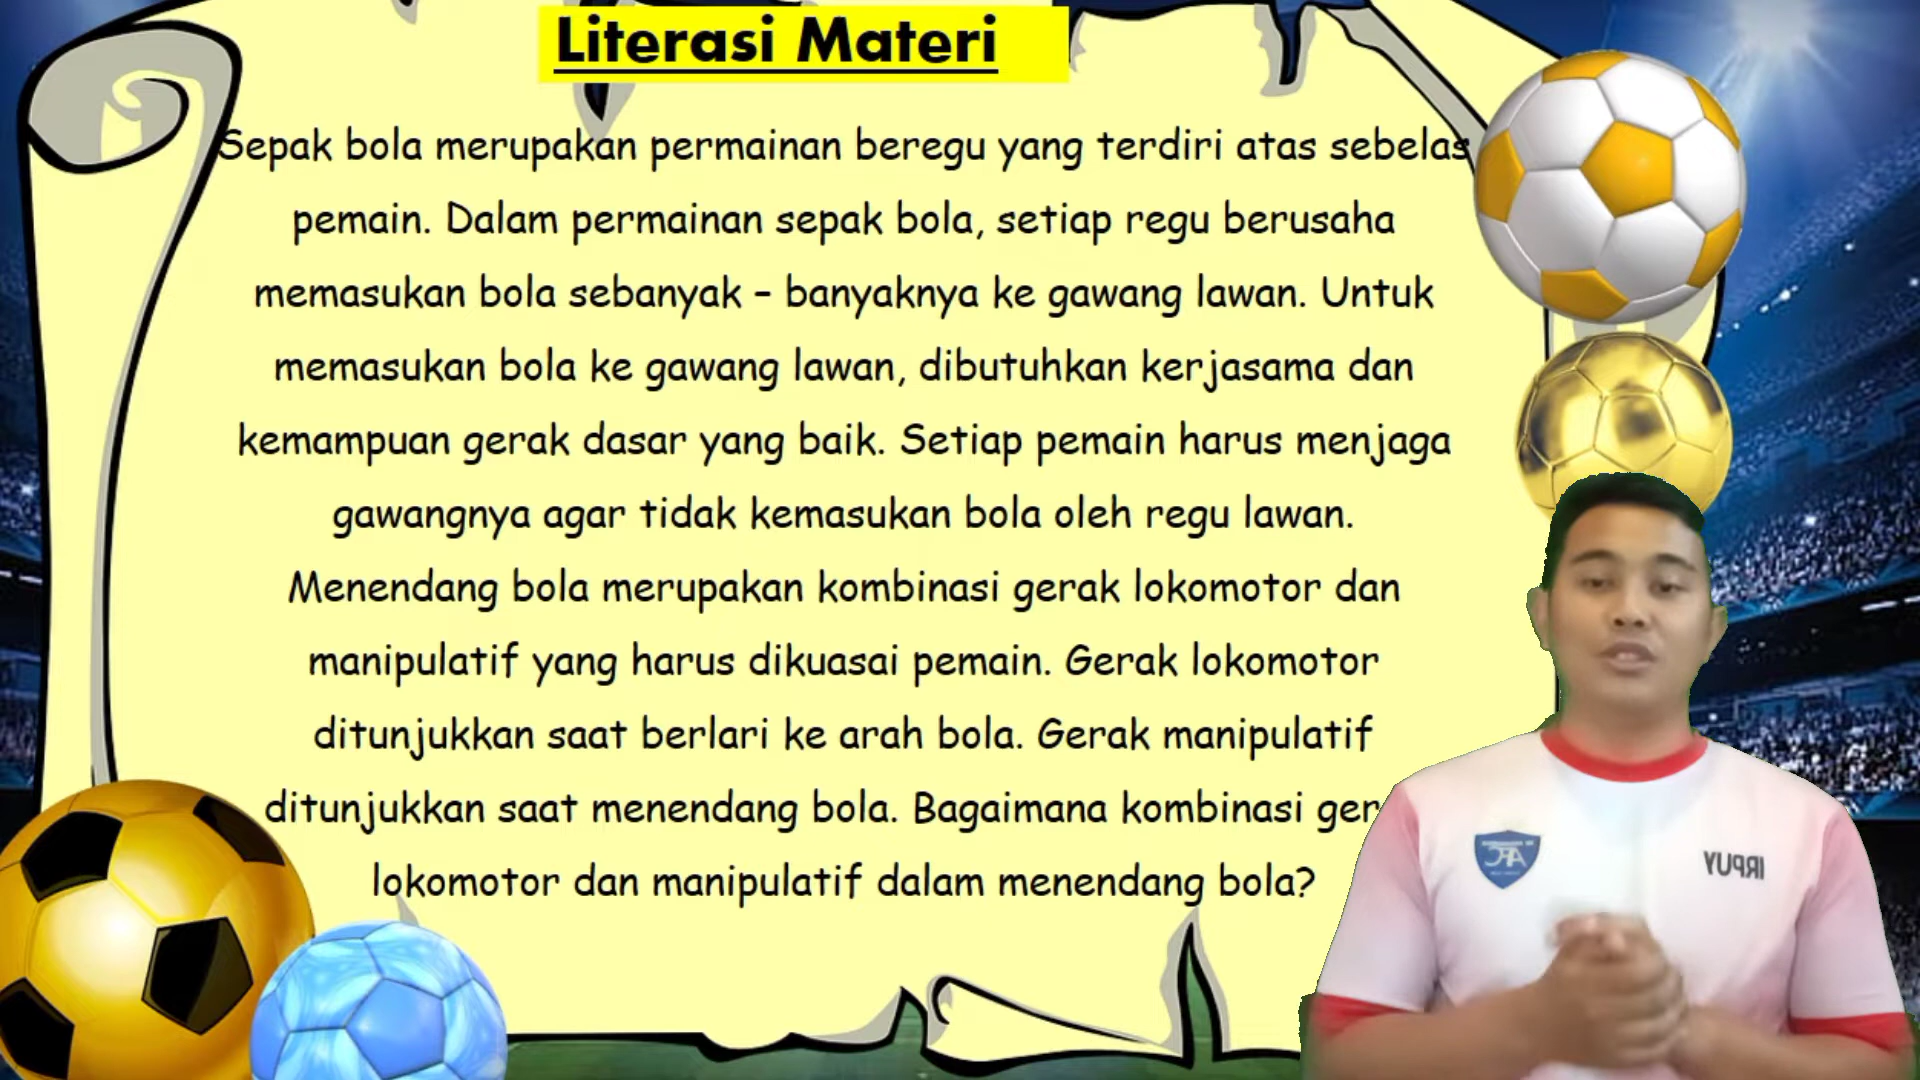 Literasi Materi
Sepak bola merupakan permainan beregu yang terdiri atas sebelas
pemain. Dalam permainan sepak bola, setiap regu berusaha
memasukan bola sebanyak – banyaknya ke gawang lawan. Untuk
memasukan bola ke gawang lawan, dibutuhkan kerjasama dan
kemampuan gerak dasar yang baik. Setiap pemain harus menjaga
gawangnya agar tidak kemasukan bola oleh regu lawan.
Menendang bola merupakan kombinasi gerak lokomotor dan
manipulatif yang harus dikuasai pemain. Gerak lokomotor
ditunjukkan saat berlari ke arah bola. Gerak manipulatif
ditunjukkan saat menendang bola. Bagaimana kombinasi ger
lokomotor dan manipulatif dalam menendang bola?
AFC
IRPUY